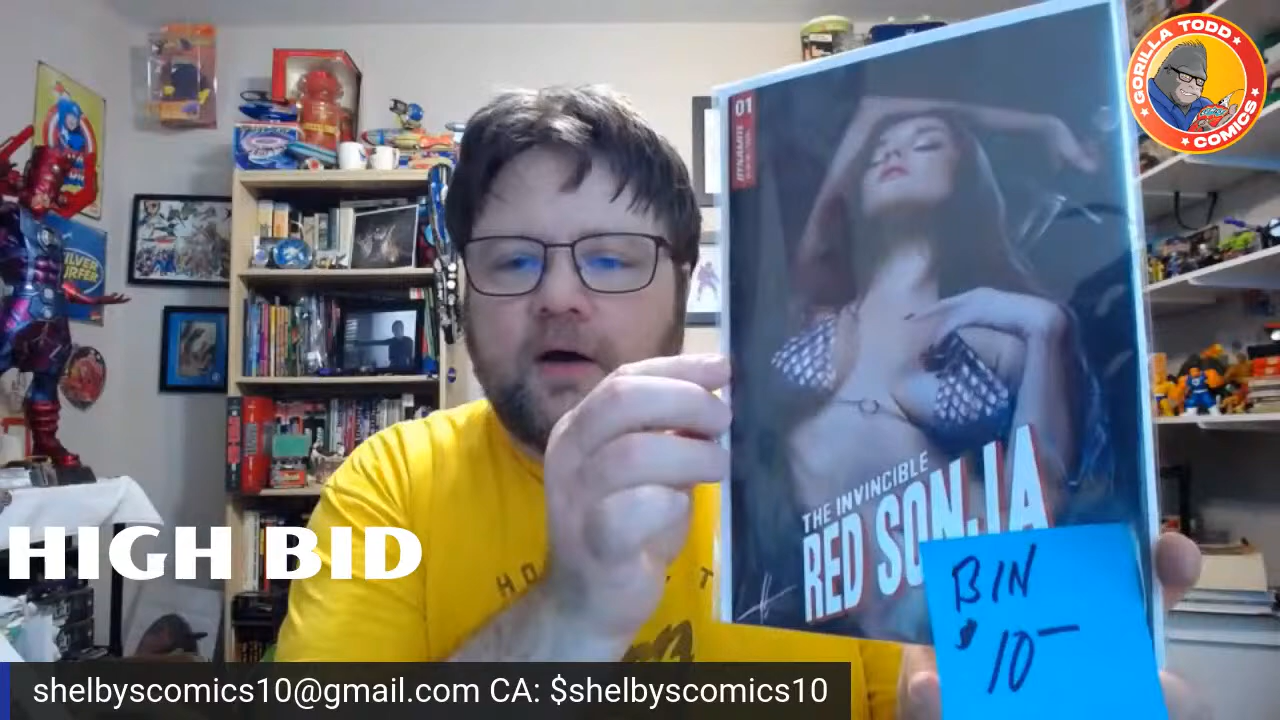 GORILLA TODD
COMICS
01
DYNAMITE
SILVER
SURFER
THE INVINCIBLE
RED SONJA
BIN
$10-
HIGH BID
shelbyscomics10@gmail.com CA: $shelbyscomics10